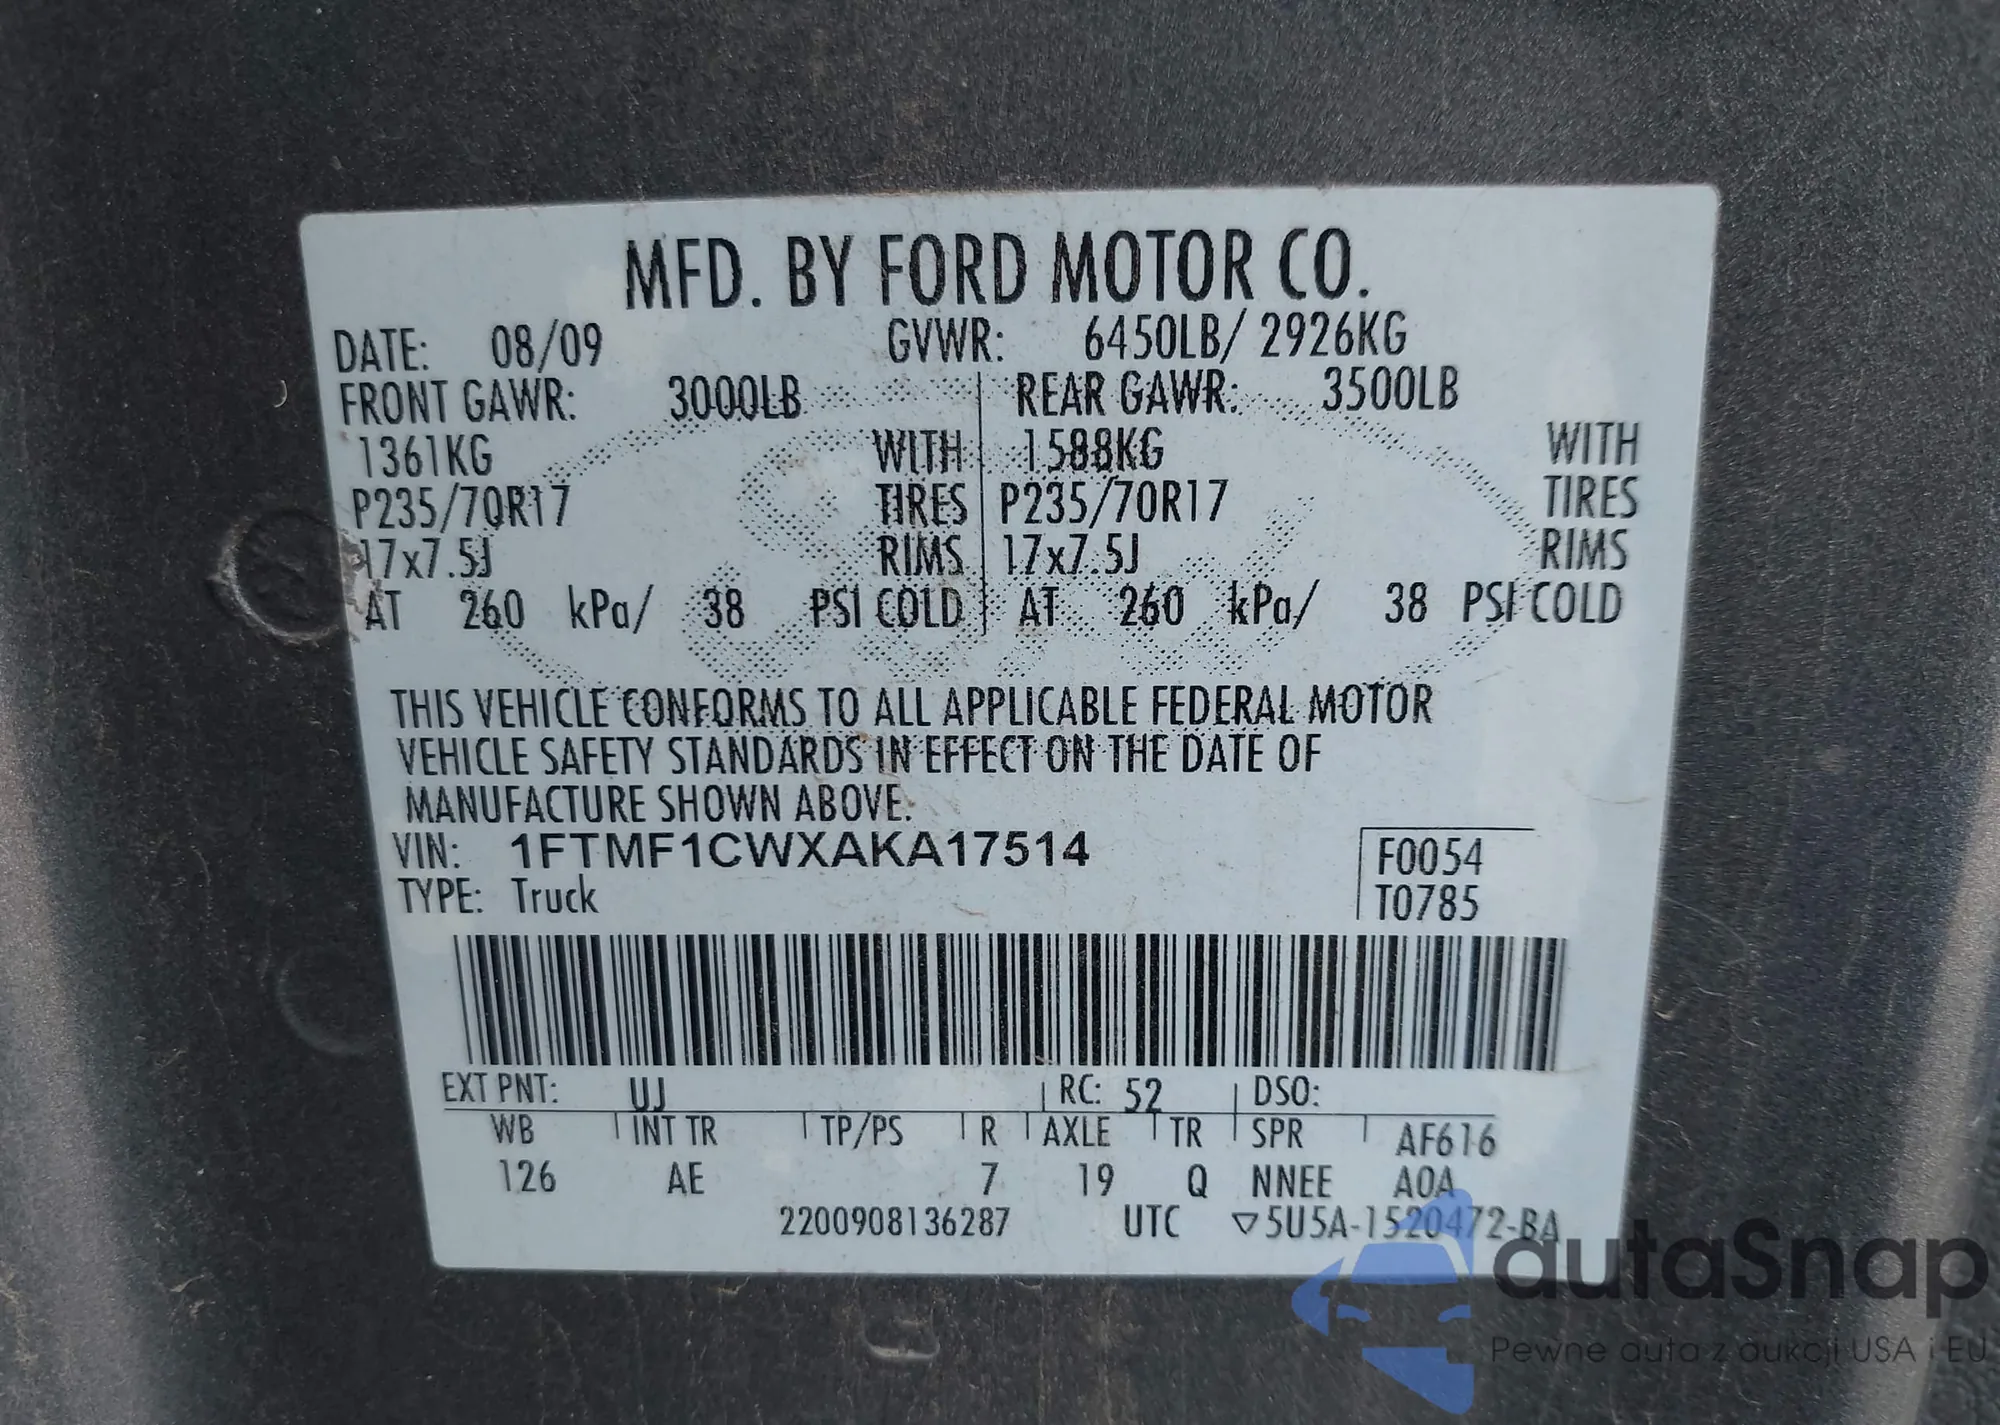 MFD. BY FORD MOTOR CO.
DATE: 08/09 GVWR: 6450LB/ 2926KG
FRONT GAWR: 3000LB REAR GAWR: 3500LB
1361KG WITH 1588KG WITH
P235/70R17 TIRES P235/70R17 TIRES
17x7.5J RIMS 17x7.5J RIMS
AT 260 kPa/ 38 PSI COLD AT 260 kPa/ 38 PSI COLD
THIS VEHICLE CONFORMS TO ALL APPLICABLE FEDERAL MOTOR
VEHICLE SAFETY STANDARDS IN EFFECT ON THE DATE OF
MANUFACTURE SHOWN ABOVE.
VIN: 1FTMF1CWXAKA17514 F0054
TYPE: Truck T0785
EXT PNT: UJ RC: 52 DSO:
WB INT TR TP/PS R AXLE TR SPR AF616
126 AE 7 19 Q NNEE A0A
2200908136287 UTC ▽5U5A-1520472-BA
autaSnap
Pewne auta z aukcji USA i EU